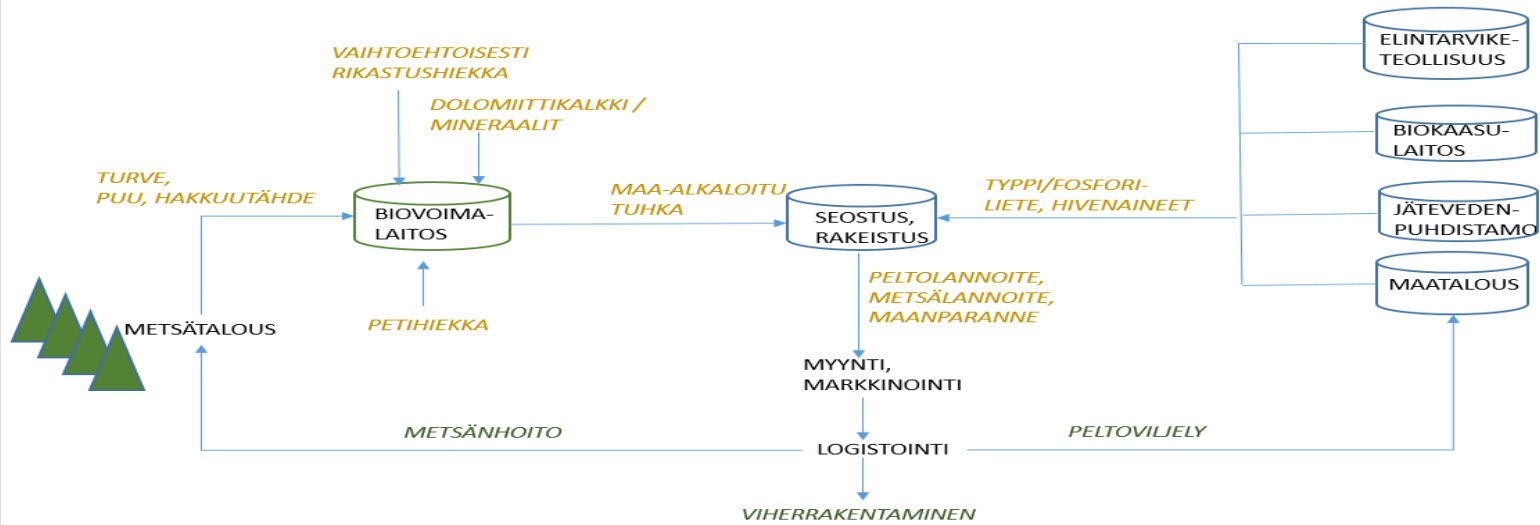 VAIHTOEHTOISESTI
RIKASTUSHIEKKA
DOLOMIITTIKALKKI /
MINERAALIT
TURVE,
PUU, HAKKUUTÄHDE
BIOVOIMA-
LAITOS
PETIHIEKKA
METSÄTALOUS
MAA-ALKALOITU
TUHKA
SEOSTUS,
RAKEISTUS
TYPPI/FOSFORI-
LIETE, HIVENAINEET
ELINTARVIKE-
TEOLLISUUS
BIOKAASU-
LAITOS
JÄTEVEDEN-
PUHDISTAMO
MAATALOUS
PELTOLANNOITE,
METSÄLANNOITE,
MAANPARANNE
MYYNTI,
MARKKINOINTI
METSÄNHOITO
LOGISTOINTI
PELTOVILJELY
VIHERRAKENTAMINEN